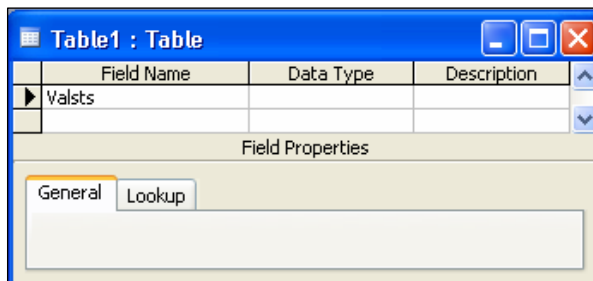 Table1 : Table
Field Name Data Type Description
Valsts
Field Properties
General Lookup